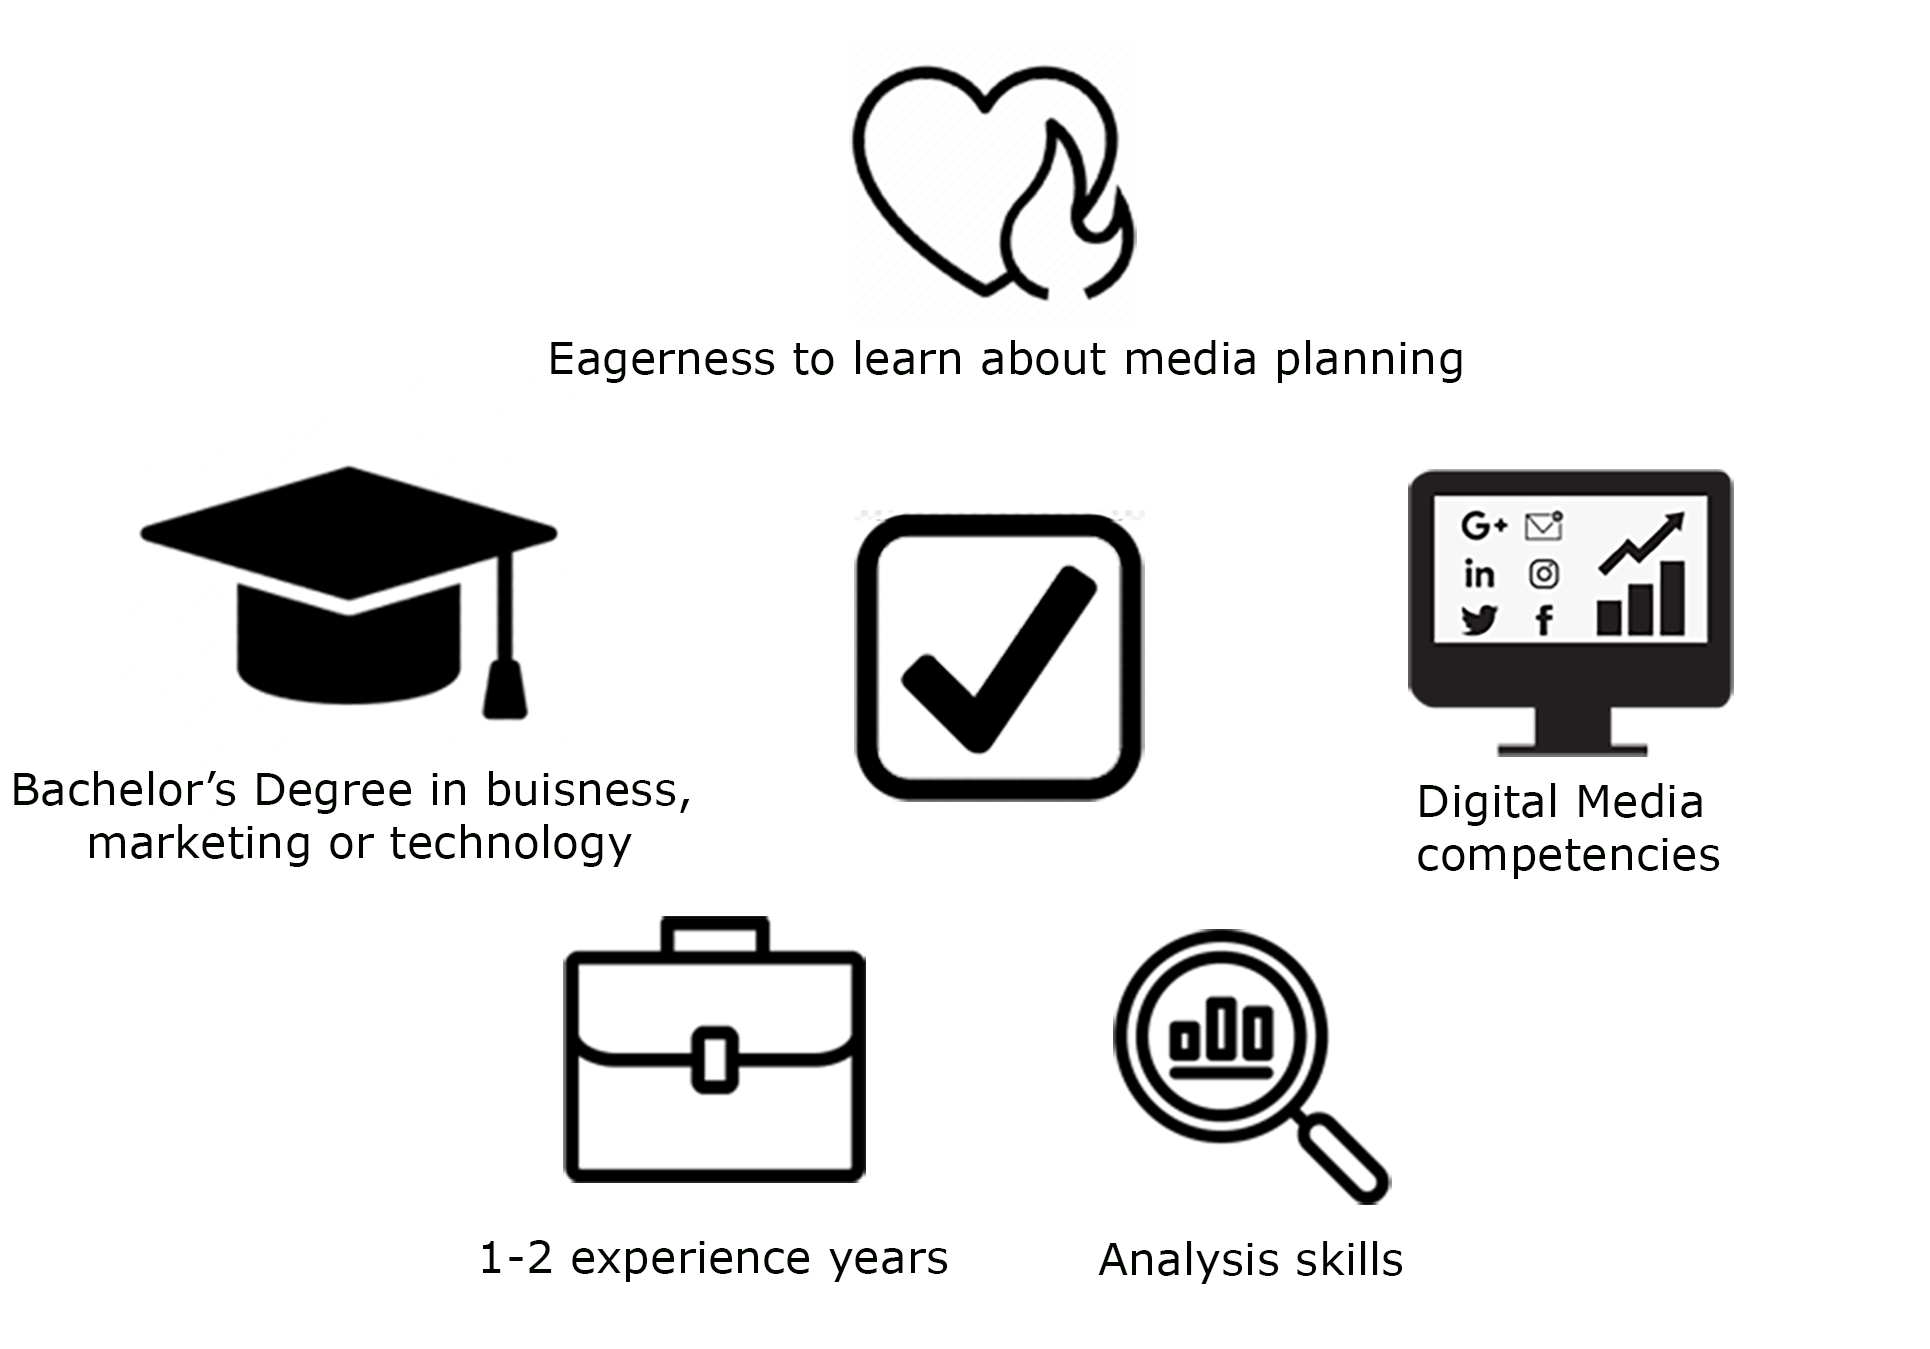 Eagerness to learn about media planning
G+
in
f
Bachelor’s Degree in buisness,
marketing or technology
Digital Media
competencies
1-2 experience years
Analysis skills